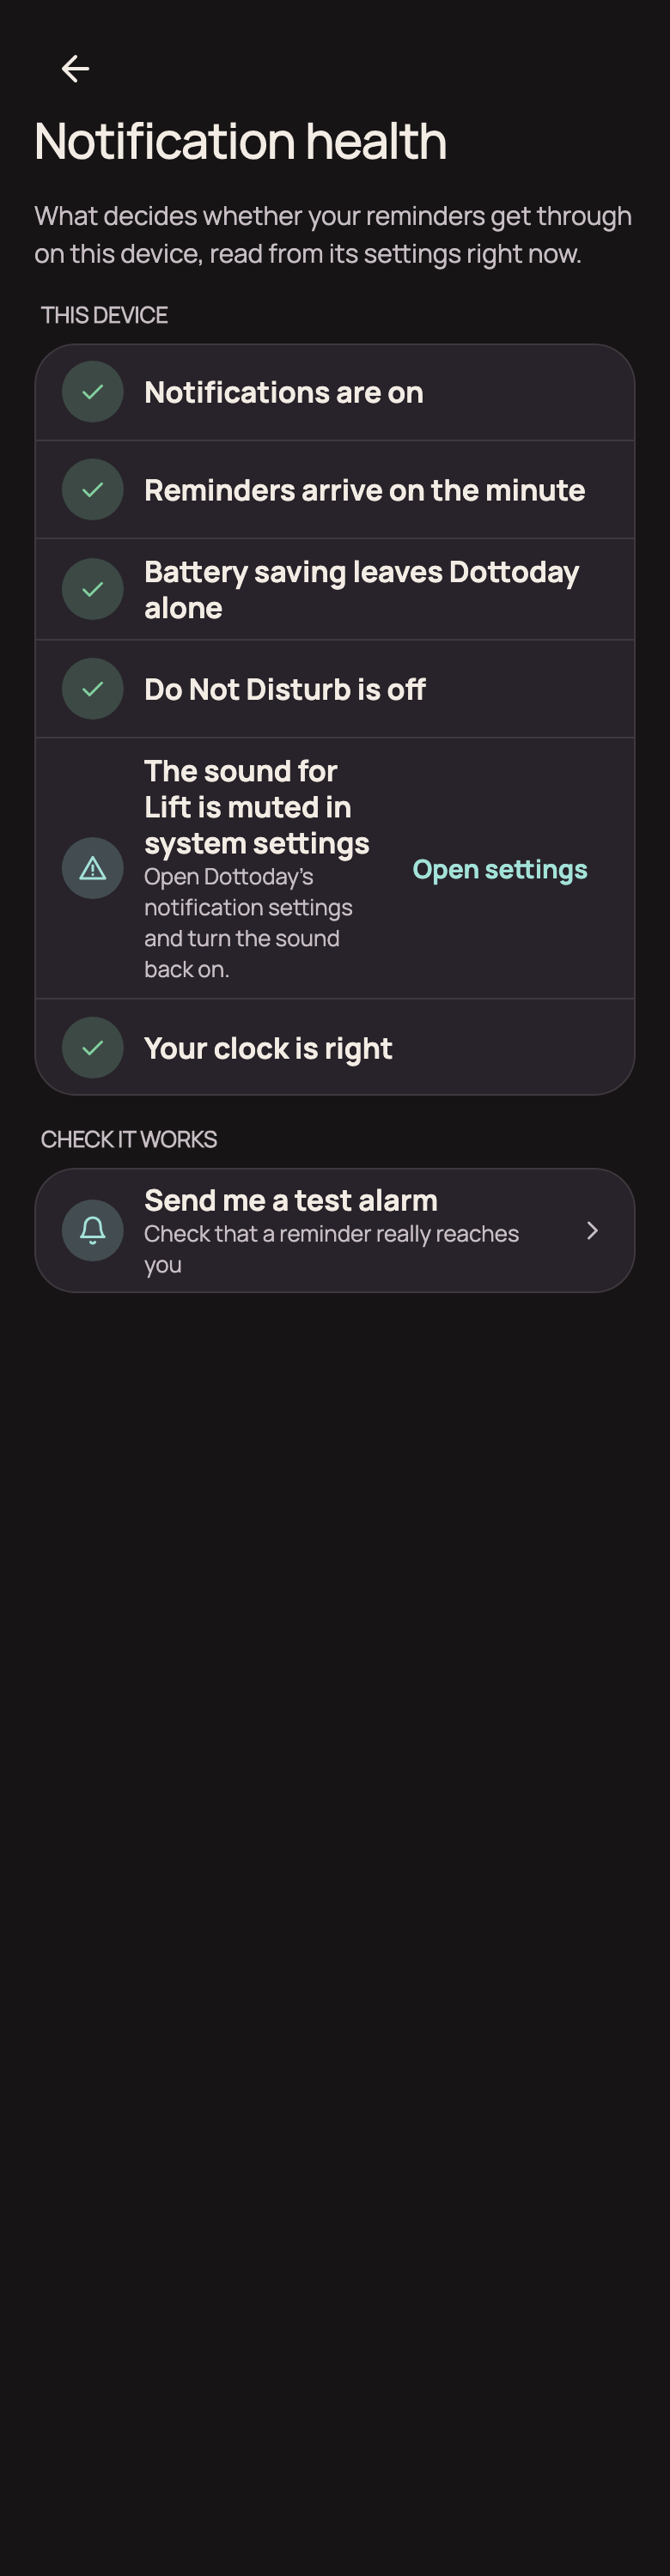 Notification health
What decides whether your reminders get through
on this device, read from its settings right now.
THIS DEVICE
Notifications are on
Reminders arrive on the minute
Battery saving leaves Dottoday
alone
Do Not Disturb is off
The sound for
Lift is muted in
system settings
Open Dottoday's
notification settings
and turn the sound
back on.
Open settings
Your clock is right
CHECK IT WORKS
Send me a test alarm
Check that a reminder really reaches
you